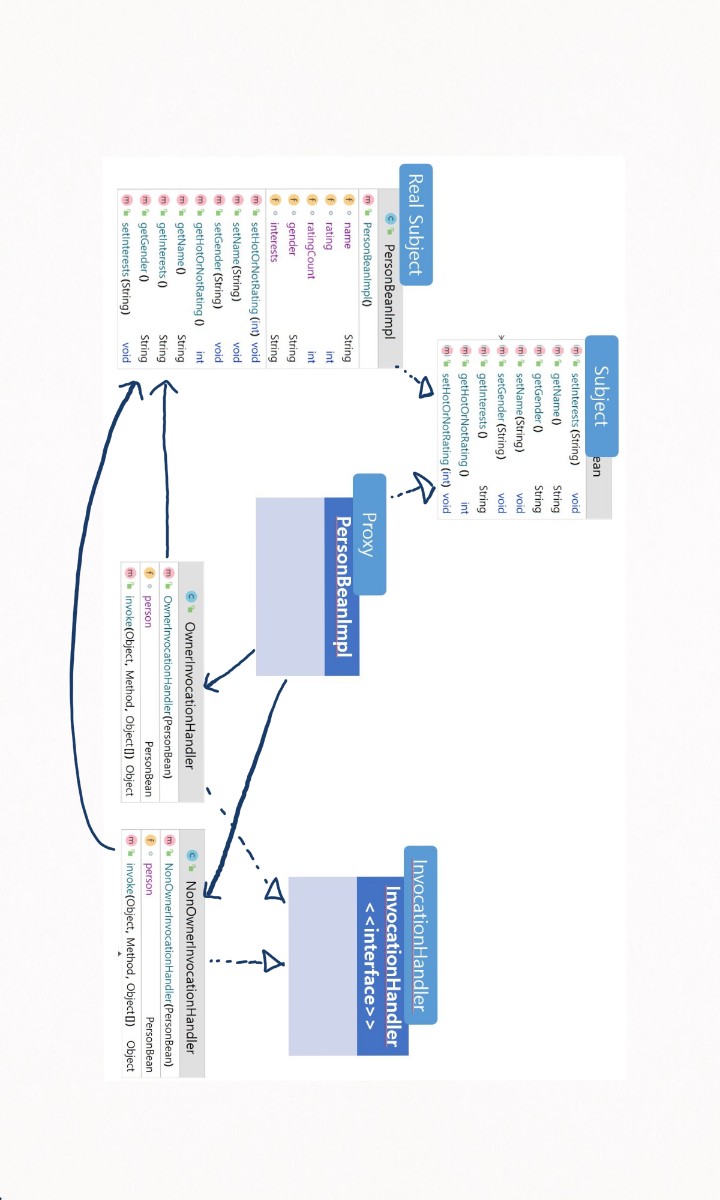 Subject
ean
setInterests (String) void
getName() String
getGender () String
setName(String) void
setGender (String) void
getInterests () String
getHotOrNotRating () int
setHotOrNotRating (int) void
Real Subject
PersonBeanImpl
PersonBeanImpl()
name String
rating int
ratingCount int
gender String
interests String
setHotOrNotRating (int) void
setName(String) void
setGender (String) void
getHotOrNotRating () int
getName() String
getInterests () String
getGender () String
setInterests (String) void
Proxy
PersonBeanImpl
InvocationHandler
InvocationHandler
<<interface>>
OwnerInvocationHandler
OwnerInvocationHandler(PersonBean)
person PersonBean
invoke(Object, Method, Object[]) Object
NonOwnerInvocationHandler
NonOwnerInvocationHandler(PersonBean)
person PersonBean
invoke(Object, Method, Object[]) Object